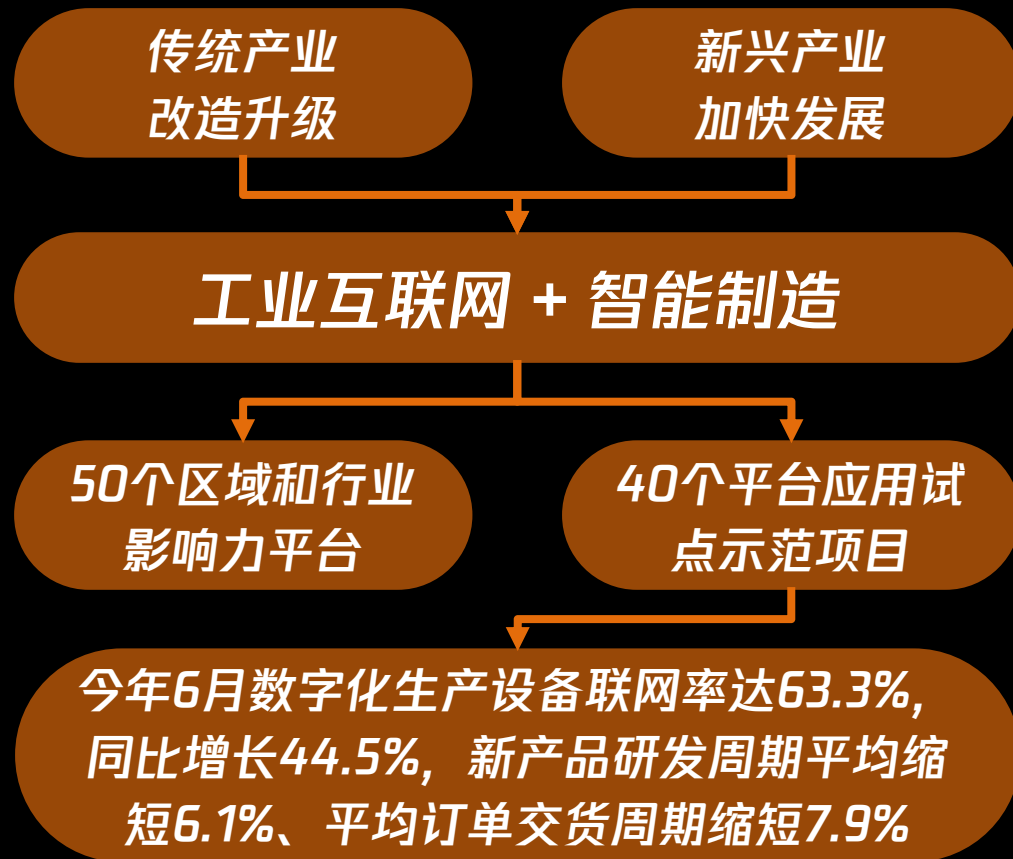 传统产业
改造升级
新兴产业
加快发展
工业互联网 + 智能制造
50个区域和行业
影响力平台
40个平台应用试
点示范项目
今年6月数字化生产设备联网率达63.3%,
同比增长44.5%, 新产品研发周期平均缩
短6.1%、平均订单交货周期缩短7.9%